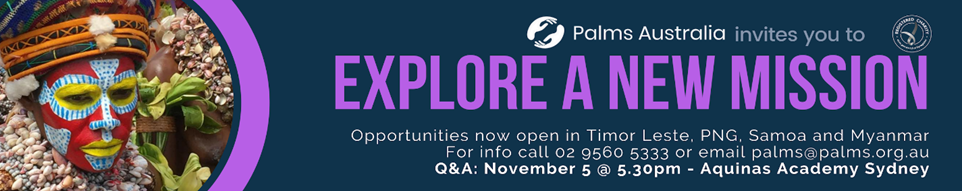 Palms Australia invites you to
EXPLORE A NEW MISSION
Opportunities now open in Timor Leste, PNG, Samoa and Myanmar
For info call 02 9560 5333 or email palms@palms.org.au
Q&A: November 5 @ 5.30pm - Aquinas Academy Sydney
REGISTERED CHARITY